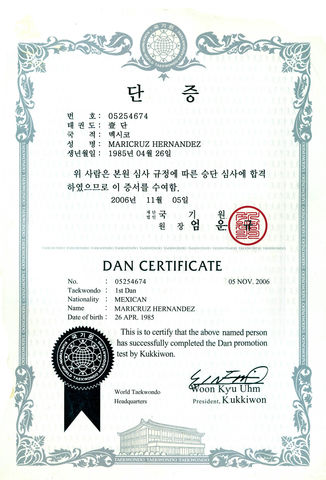 단 증
번 호 : 05254674
태 권 도 : 壹 단
국 적 : 멕시코
성 명 : MARICRUZ HERNANDEZ
생년월일 : 1985년 04월 26일
위 사람은 본원 심사 규정에 따른 승단 심사에 합격
하였으므로 이 증서를 수여함.
2006년 11월 05일
재단법인 국 기 원
원 장 엄 운 규
DAN CERTIFICATE
No. : 05254674 05 NOV. 2006
Taekwondo : 1st Dan
Nationality : MEXICAN
Name : MARICRUZ HERNANDEZ
Date of birth : 26 APR. 1985
This is to certify that the above named person
has successfully completed the Dan promotion
test by Kukkiwon.
World Taekwondo
Headquarters
Woon Kyu Uhm
President, Kukkiwon